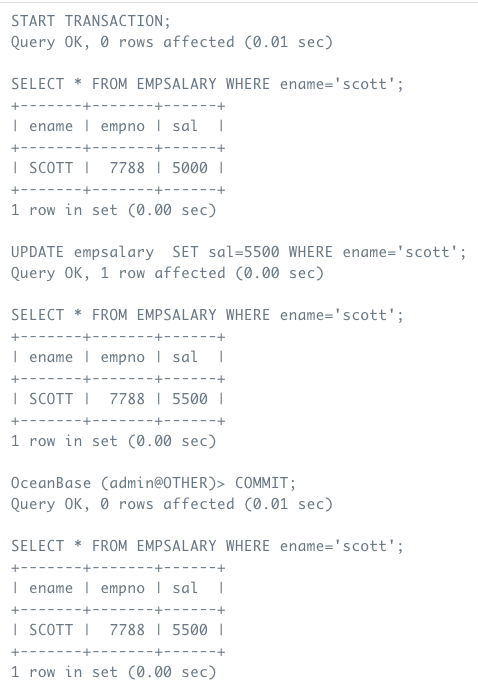 START TRANSACTION;
Query OK, 0 rows affected (0.01 sec)
SELECT * FROM EMPSALARY WHERE ename='scott';
+-------+-------+------+
| ename | empno | sal  |
+-------+-------+------+
| SCOTT |  7788 | 5000 |
+-------+-------+------+
1 row in set (0.00 sec)
UPDATE empsalary  SET sal=5500 WHERE ename='scott';
Query OK, 1 row affected (0.00 sec)
SELECT * FROM EMPSALARY WHERE ename='scott';
+-------+-------+------+
| ename | empno | sal  |
+-------+-------+------+
| SCOTT |  7788 | 5500 |
+-------+-------+------+
1 row in set (0.00 sec)
OceanBase (admin@OTHER)> COMMIT;
Query OK, 0 rows affected (0.01 sec)
SELECT * FROM EMPSALARY WHERE ename='scott';
+-------+-------+------+
| ename | empno | sal  |
+-------+-------+------+
| SCOTT |  7788 | 5500 |
+-------+-------+------+
1 row in set (0.00 sec)